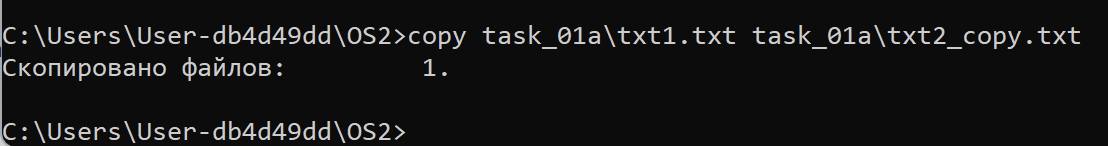 C:\Users\User-db4d49dd\OS2>copy task_01a\txt1.txt task_01a\txt2_copy.txt
Скопировано файлов:         1.
C:\Users\User-db4d49dd\OS2>